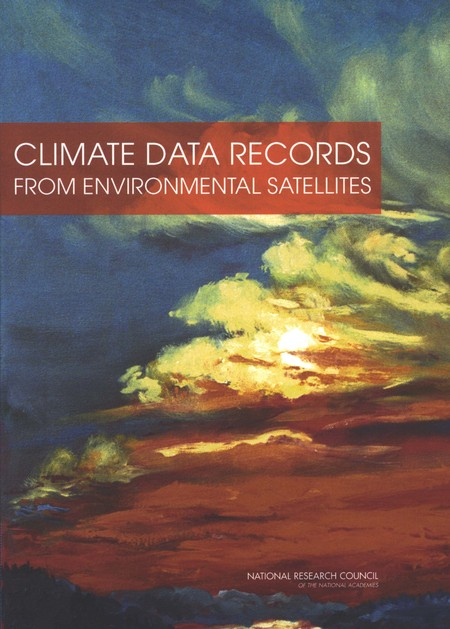 CLIMATE DATA RECORDS
FROM ENVIRONMENTAL SATELLITES
NATIONAL RESEARCH COUNCIL
OF THE NATIONAL ACADEMIES